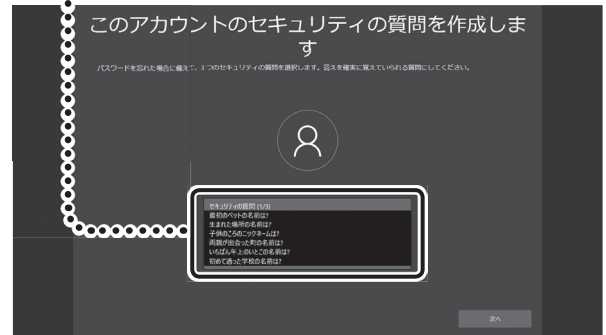 このアカウントのセキュリティの質問を作成しま
す
パスワードを忘れた場合に備えて、3 つのセキュリティの質問を選択します。答えを確実に覚えていられる質問にしてください。
セキュリティの質問 (1/3)
最初のペットの名前は?
生まれた場所の名前は?
子供のころのニックネームは?
両親が出会った町の名前は?
いちばん年上のいとこの名前は?
初めて通った学校の名前は?
次へ